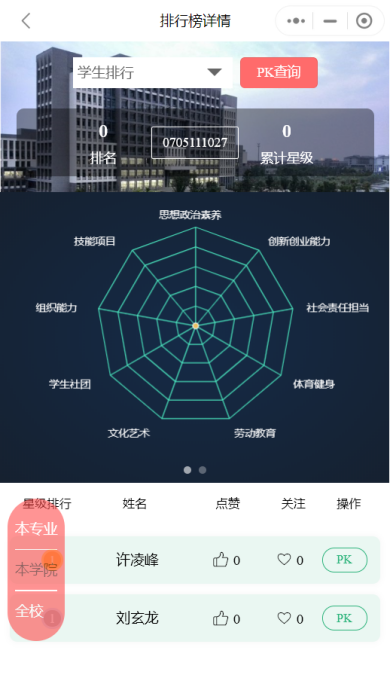 排行榜详情
学生排行
PK查询
0
0705111027
0
排名
累计星级
思想政治素养
技能项目
创新创业能力
组织能力
社会责任担当
学生社团
体育健身
文化艺术
劳动教育
星级排行 姓名 点赞 关注 操作
本专业
许凌峰 0 0 PK
本学院
全校 1 刘玄龙 0 0 PK